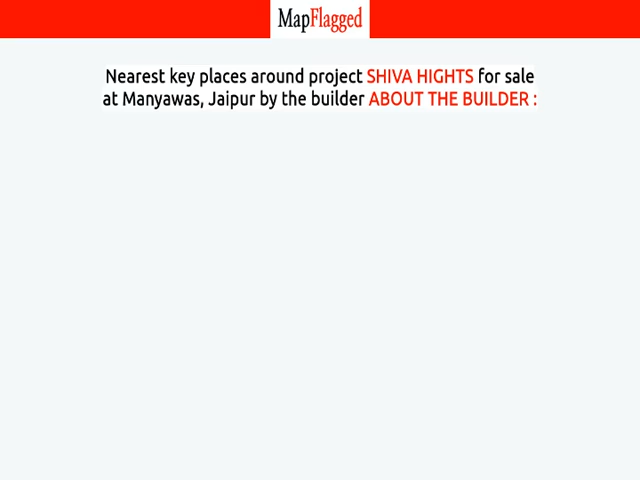 MapFlagged
Nearest key places around project SHIVA HIGHTS for sale
at Manyawas, Jaipur by the builder ABOUT THE BUILDER :